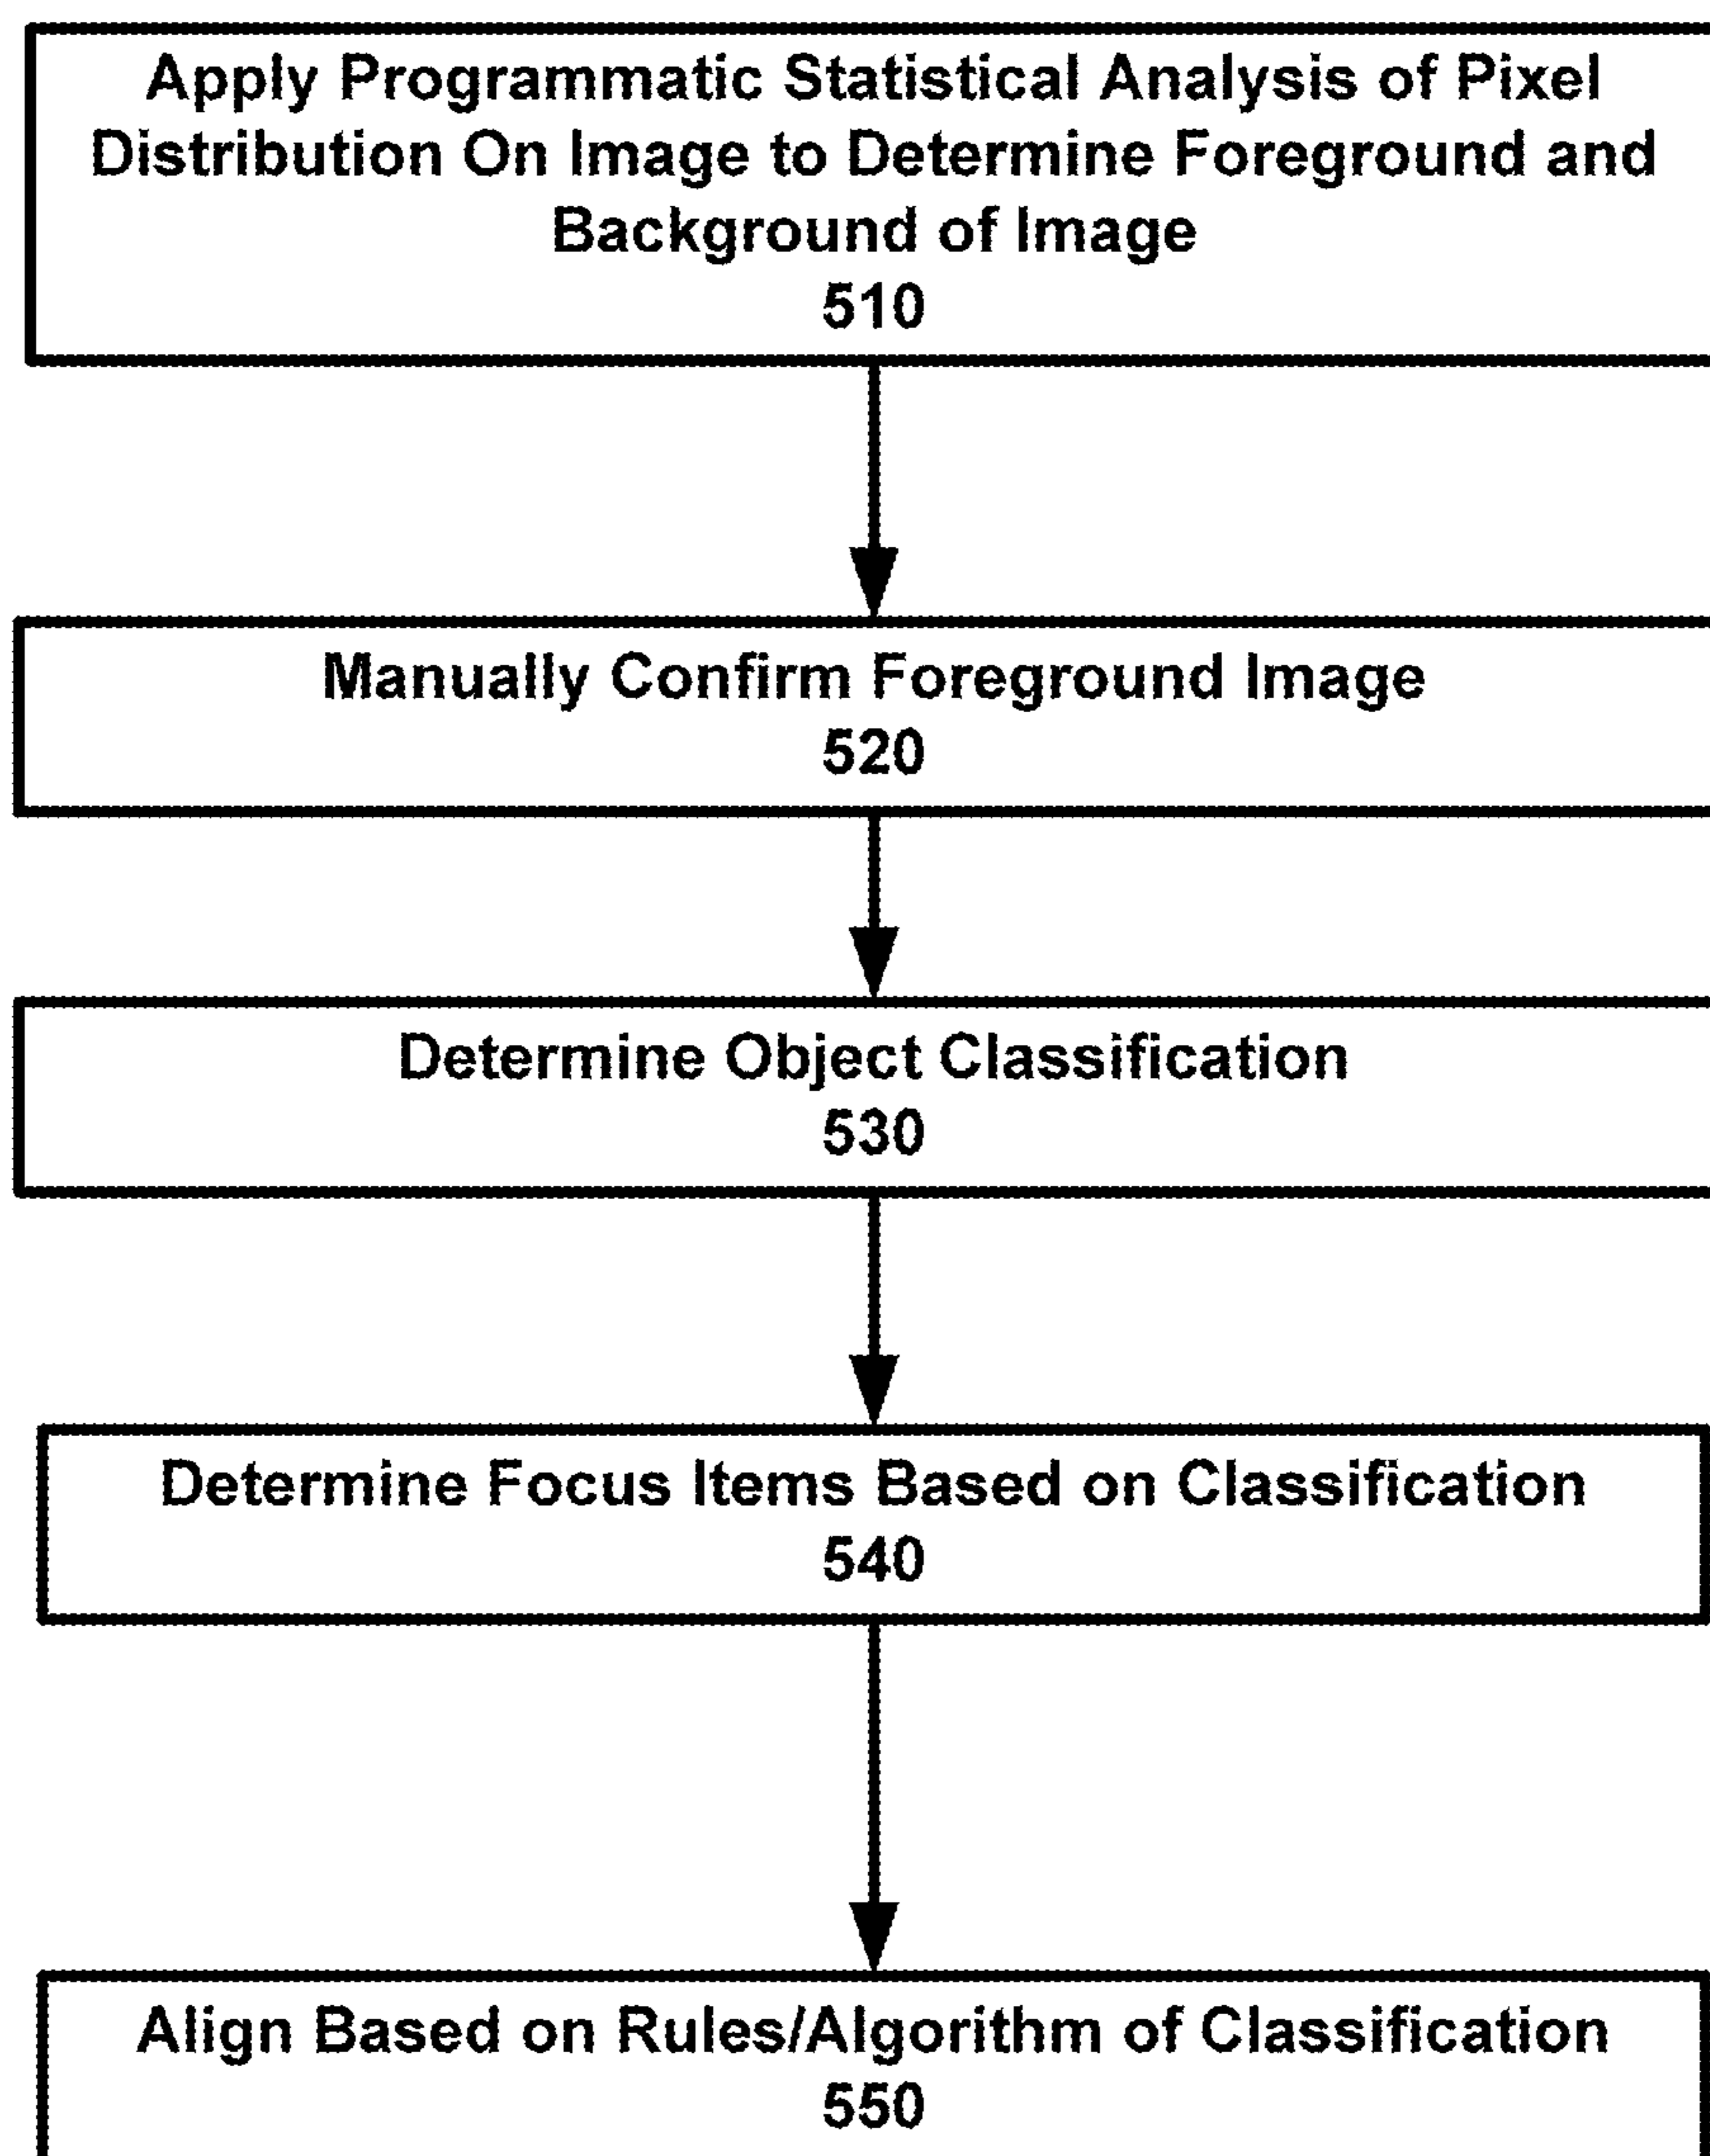 Apply Programmatic Statistical Analysis of Pixel
Distribution On Image to Determine Foreground and
Background of Image
510
Manually Confirm Foreground Image
520
Determine Object Classification
530
Determine Focus Items Based on Classification
540
Align Based on Rules/Algorithm of Classification
550